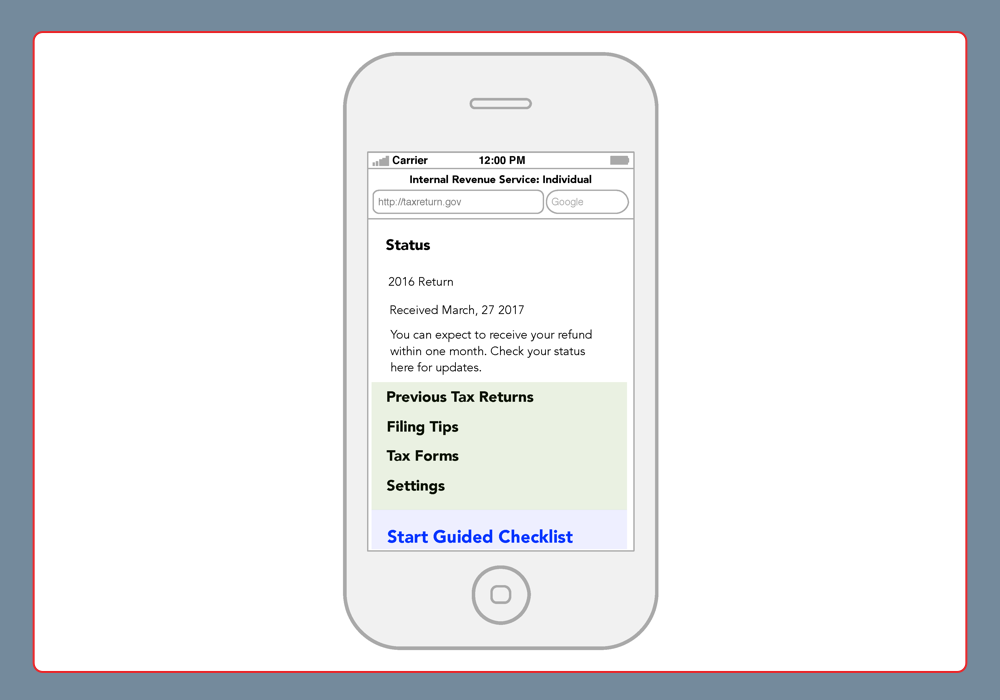 Carrier 12:00 PM
Internal Revenue Service: Individual
http://taxreturn.gov Google
Status
2016 Return
Received March, 27 2017
You can expect to receive your refund
within one month. Check your status
here for updates.
Previous Tax Returns
Filing Tips
Tax Forms
Settings
Start Guided Checklist